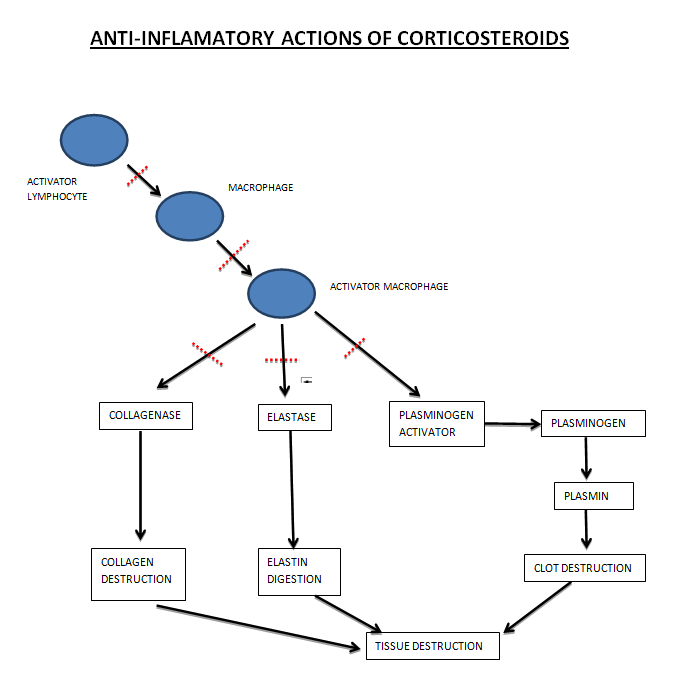 ANTI-INFLAMATORY ACTIONS OF CORTICOSTEROIDS
ACTIVATOR
LYMPHOCYTE
MACROPHAGE
ACTIVATOR MACROPHAGE
COLLAGENASE
ELASTASE
PLASMINOGEN
ACTIVATOR
PLASMINOGEN
PLASMIN
COLLAGEN
DESTRUCTION
ELASTIN
DIGESTION
CLOT DESTRUCTION
TISSUE DESTRUCTION